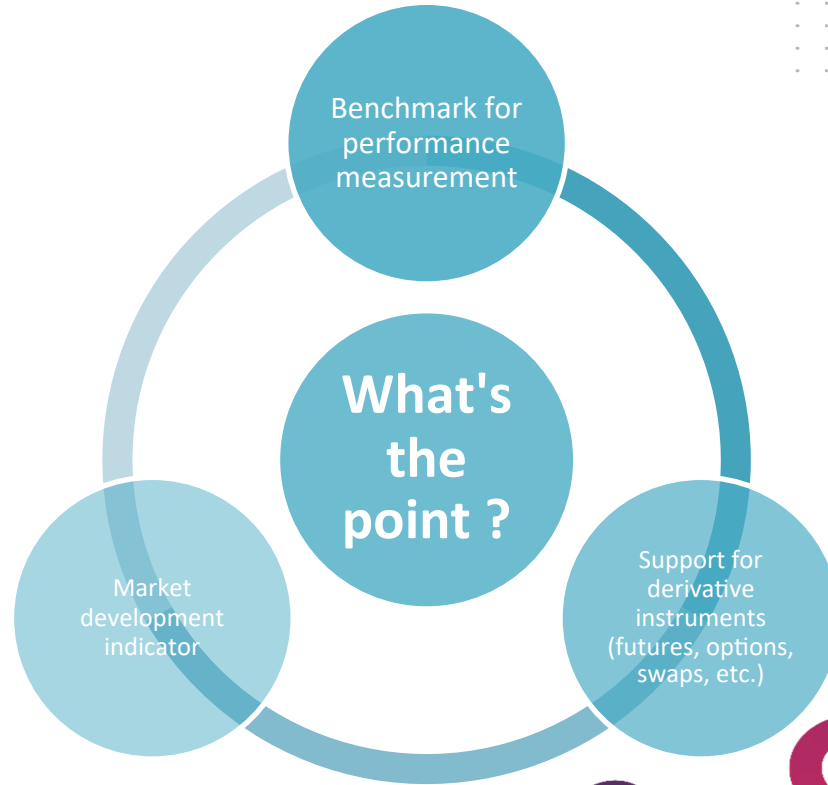 Benchmark for
performance
measurement
What's
the
point ?
Market
development
indicator
Support for
derivative
instruments
(futures, options,
swaps, etc.)